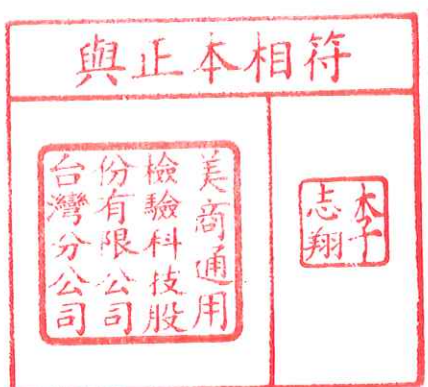 與正本相符
美商通用
檢驗科技股
份有限公司
台灣分公司
李
志翔